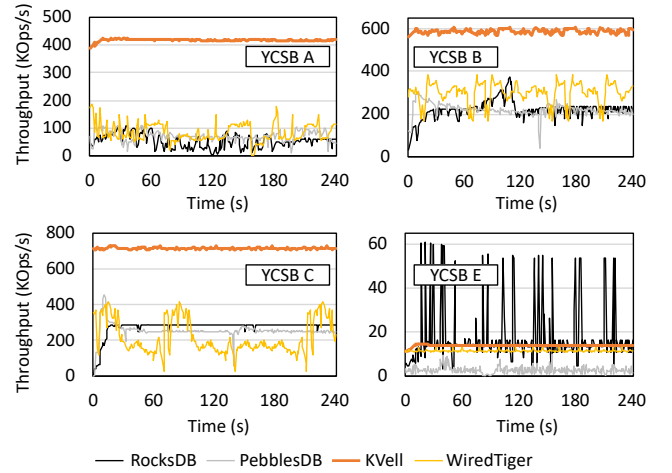 Throughput (KOps/s)
500
400
300
200
100
0
YCSB A
0 60 120 180 240
Time (s)
600
400
200
0
YCSB B
0 60 120 180 240
Time (s)
Throughput (KOps/s)
800
600
400
200
0
YCSB C
0 60 120 180 240
Time (s)
60
40
20
0
YCSB E
0 60 120 180 240
Time (s)
RocksDB PebblesDB KVell WiredTiger